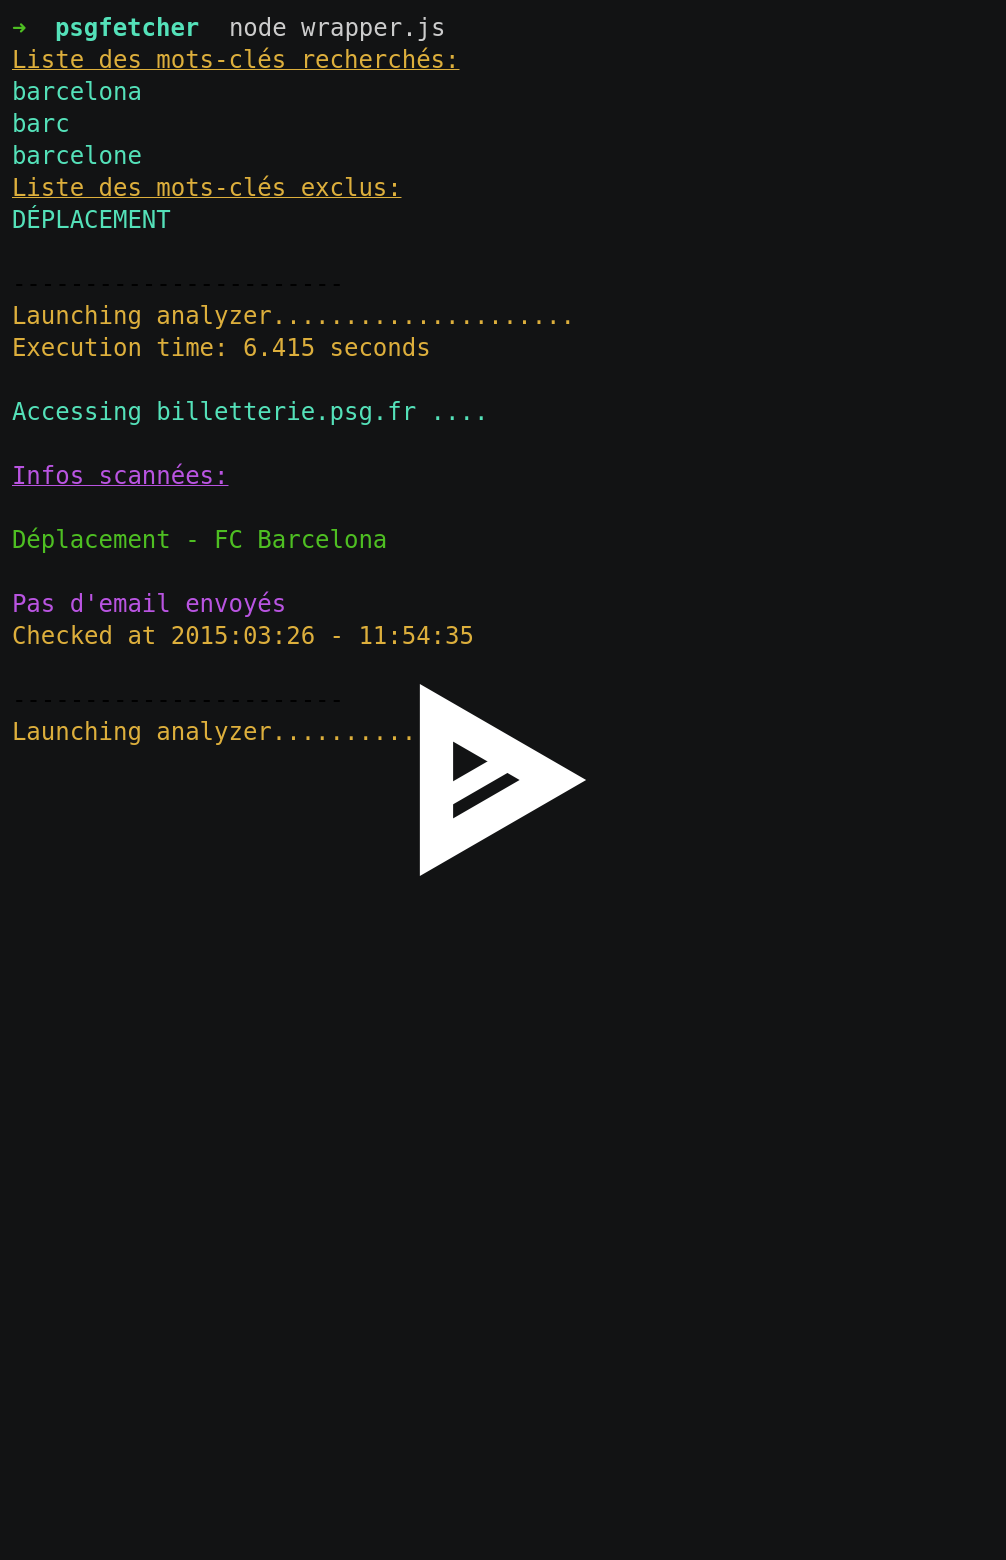 ➜  psgfetcher  node wrapper.js
Liste des mots-clés recherchés:
barcelona
barc
barcelone
Liste des mots-clés exclus:
DÉPLACEMENT
-----------------------
Launching analyzer.....................
Execution time: 6.415 seconds
Accessing billetterie.psg.fr ....
Infos scannées:
Déplacement - FC Barcelona
Pas d'email envoyés
Checked at 2015:03:26 - 11:54:35
-----------------------
Launching analyzer..........